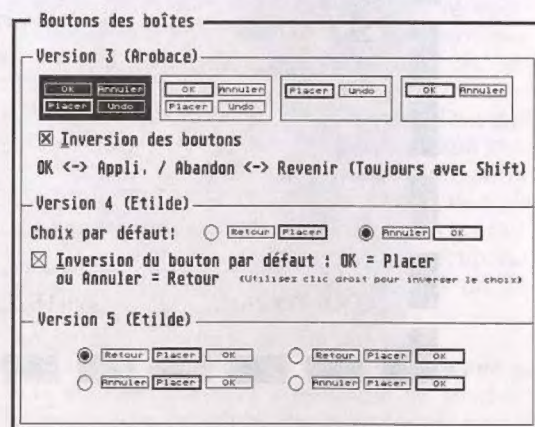 Boutons des boîtes
Version 3 (Arobace)
OK Annuler OK Annuler Placer Undo OK Annuler
Placer Undo Placer Undo
Inversion des boutons
OK <-> Appli. / Abandon <-> Revenir (Toujours avec Shift)
Version 4 (Etilde)
Choix par défaut: Retour Placer Annuler OK
Inversion du bouton par défaut : OK = Placer
ou Annuler = Retour (Utilisez clic droit pour inverser le choix)
Version 5 (Etilde)
Retour Placer OK Retour Placer OK
Annuler Placer OK Annuler Placer OK